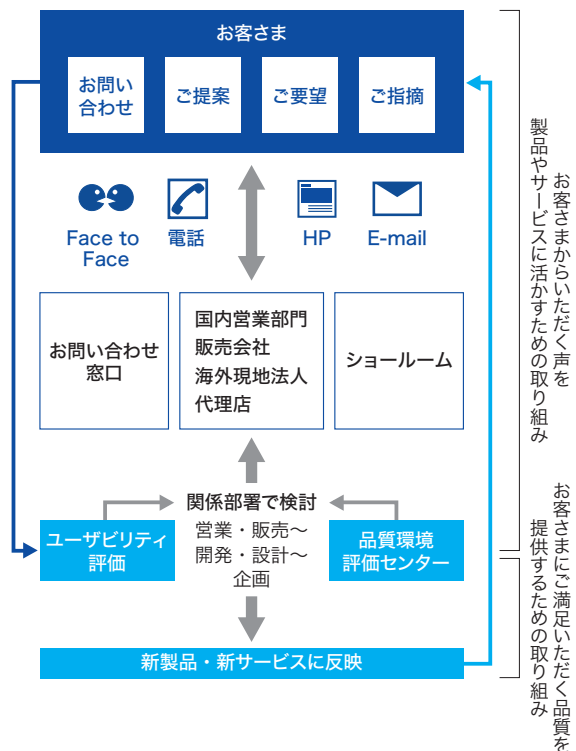 お客さま
お問い
合わせ
ご提案
ご要望
ご指摘
Face to
Face
電話
HP
E-mail
お問い合わせ
窓口
国内営業部門
販売会社
海外現地法人
代理店
ショールーム
関係部署で検討
営業・販売〜
開発・設計〜
企画
ユーザビリティ
評価
品質環境
評価センター
新製品・新サービスに反映
お客さまからいただく声を
製品やサービスに活かすための取り組み
お客さまにご満足いただく品質を
提供するための取り組み